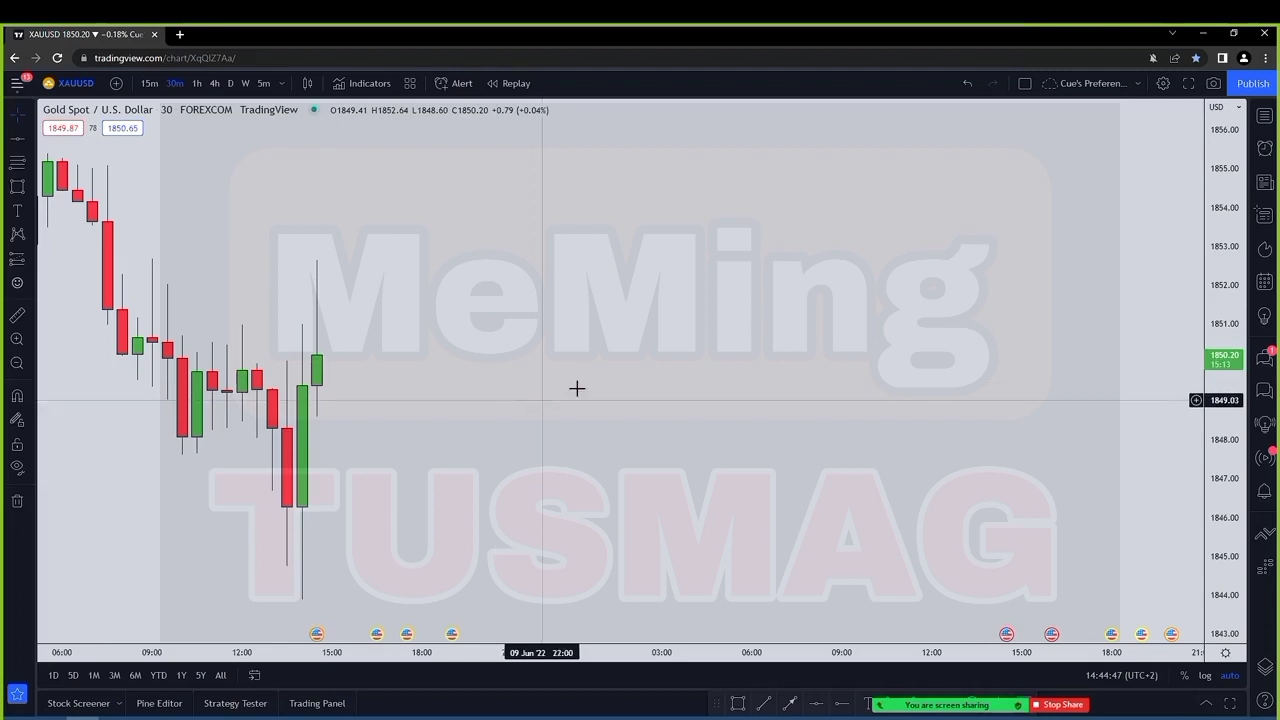 XAUUSD 1850.20 ▼ −0.18% Cue
tradingview.com/chart/XqQlZ7Aa/
13
XAUUSD 15m 30m 1h 4h D W 5m Indicators Alert Replay Cue's Preferen... Publish
Gold Spot / U.S. Dollar 30 FOREXCOM TradingView O1849.41 H1852.64 L1848.60 C1850.20 +0.79 (+0.04%)
USD
1849.87 78 1850.65
1856.00
1855.00
1854.00
1853.00
1852.00
1851.00
1850.20
15:13
1849.03
1848.00
1847.00
1846.00
1845.00
1844.00
1843.00
MeMing
TUSMAG
06:00 09:00 12:00 15:00 18:00 09 Jun '22 22:00 03:00 06:00 09:00 12:00 15:00 18:00 21:
1D 5D 1M 3M 6M YTD 1Y 5Y All 14:44:47 (UTC+2) % log auto
Stock Screener Pine Editor Strategy Tester Trading Panel You are screen sharing Stop Share